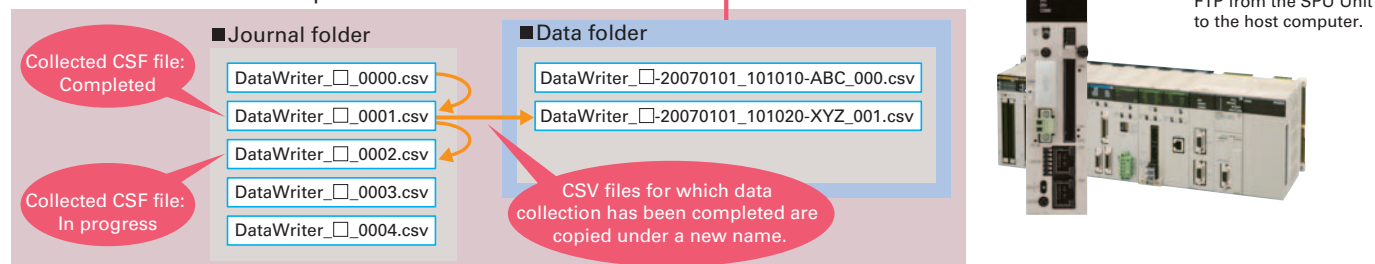 FTP from the SPU Unit
to the host computer.
■Journal folder
■Data folder
Collected CSF file:
Completed
DataWriter_□_0000.csv
DataWriter_□_0001.csv
DataWriter_□_0002.csv
DataWriter_□_0003.csv
DataWriter_□_0004.csv
DataWriter_□-20070101_101010-ABC_000.csv
DataWriter_□-20070101_101020-XYZ_001.csv
Collected CSF file:
In progress
CSV files for which data
collection has been completed are
copied under a new name.